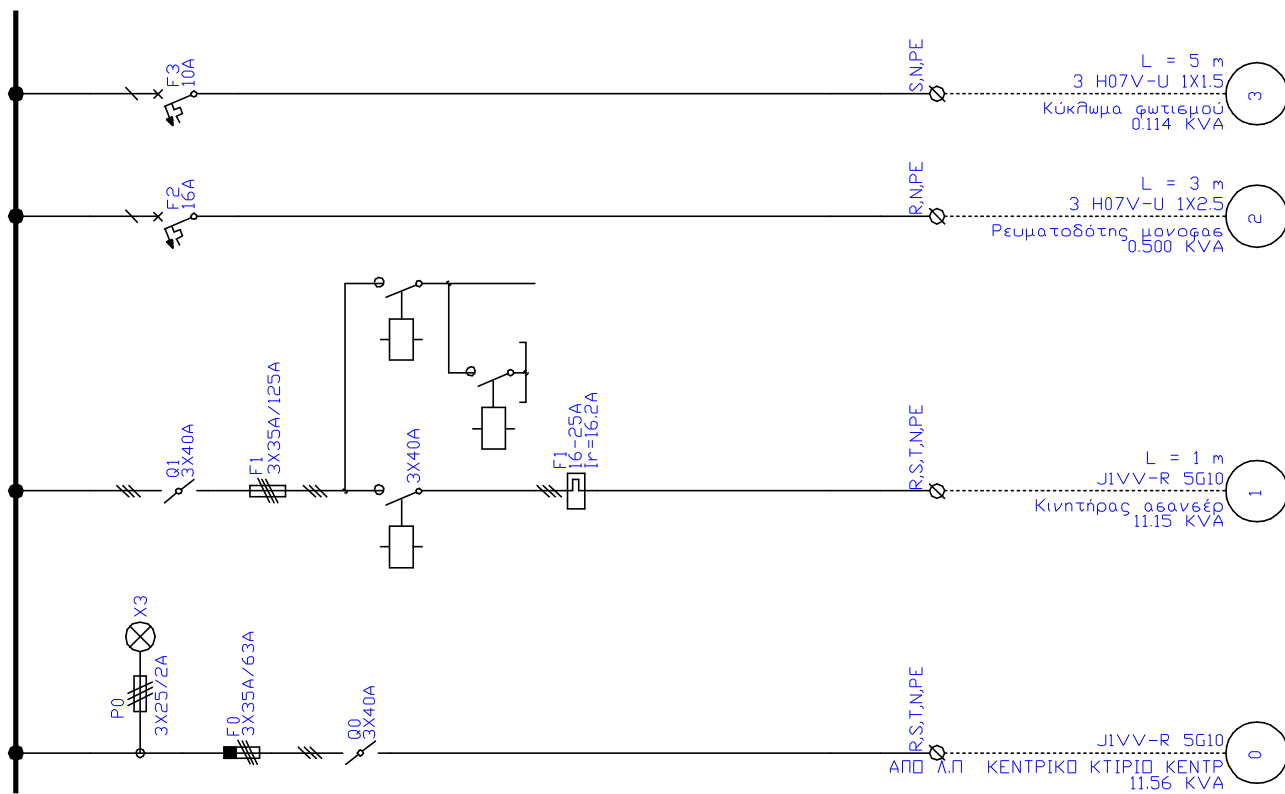 F3
10A
S,N,PE
L = 5 m
3 H07V-U 1X1.5
Κύκλωμα φωτισμού
0.114 KVA
3
F2
16A
R,N,PE
L = 3 m
3 H07V-U 1X2.5
Ρευματοδότης μονοφασ
0.500 KVA
2
Q1
3X40A
F1
3X35A/125A
3X40A
F1
16-25A
Ir=16.2A
R,S,T,N,PE
L = 1 m
J1VV-R 5G10
Κινητήρας ασανσέρ
11.15 KVA
1
X3
P0
3X25/2A
F0
3X35A/63A
Q0
3X40A
R,S,T,N,PE
J1VV-R 5G10
ΑΠΟ Λ.Π ΚΕΝΤΡΙΚΟ ΚΤΙΡΙΟ ΚΕΝΤΡ
11.56 KVA
0